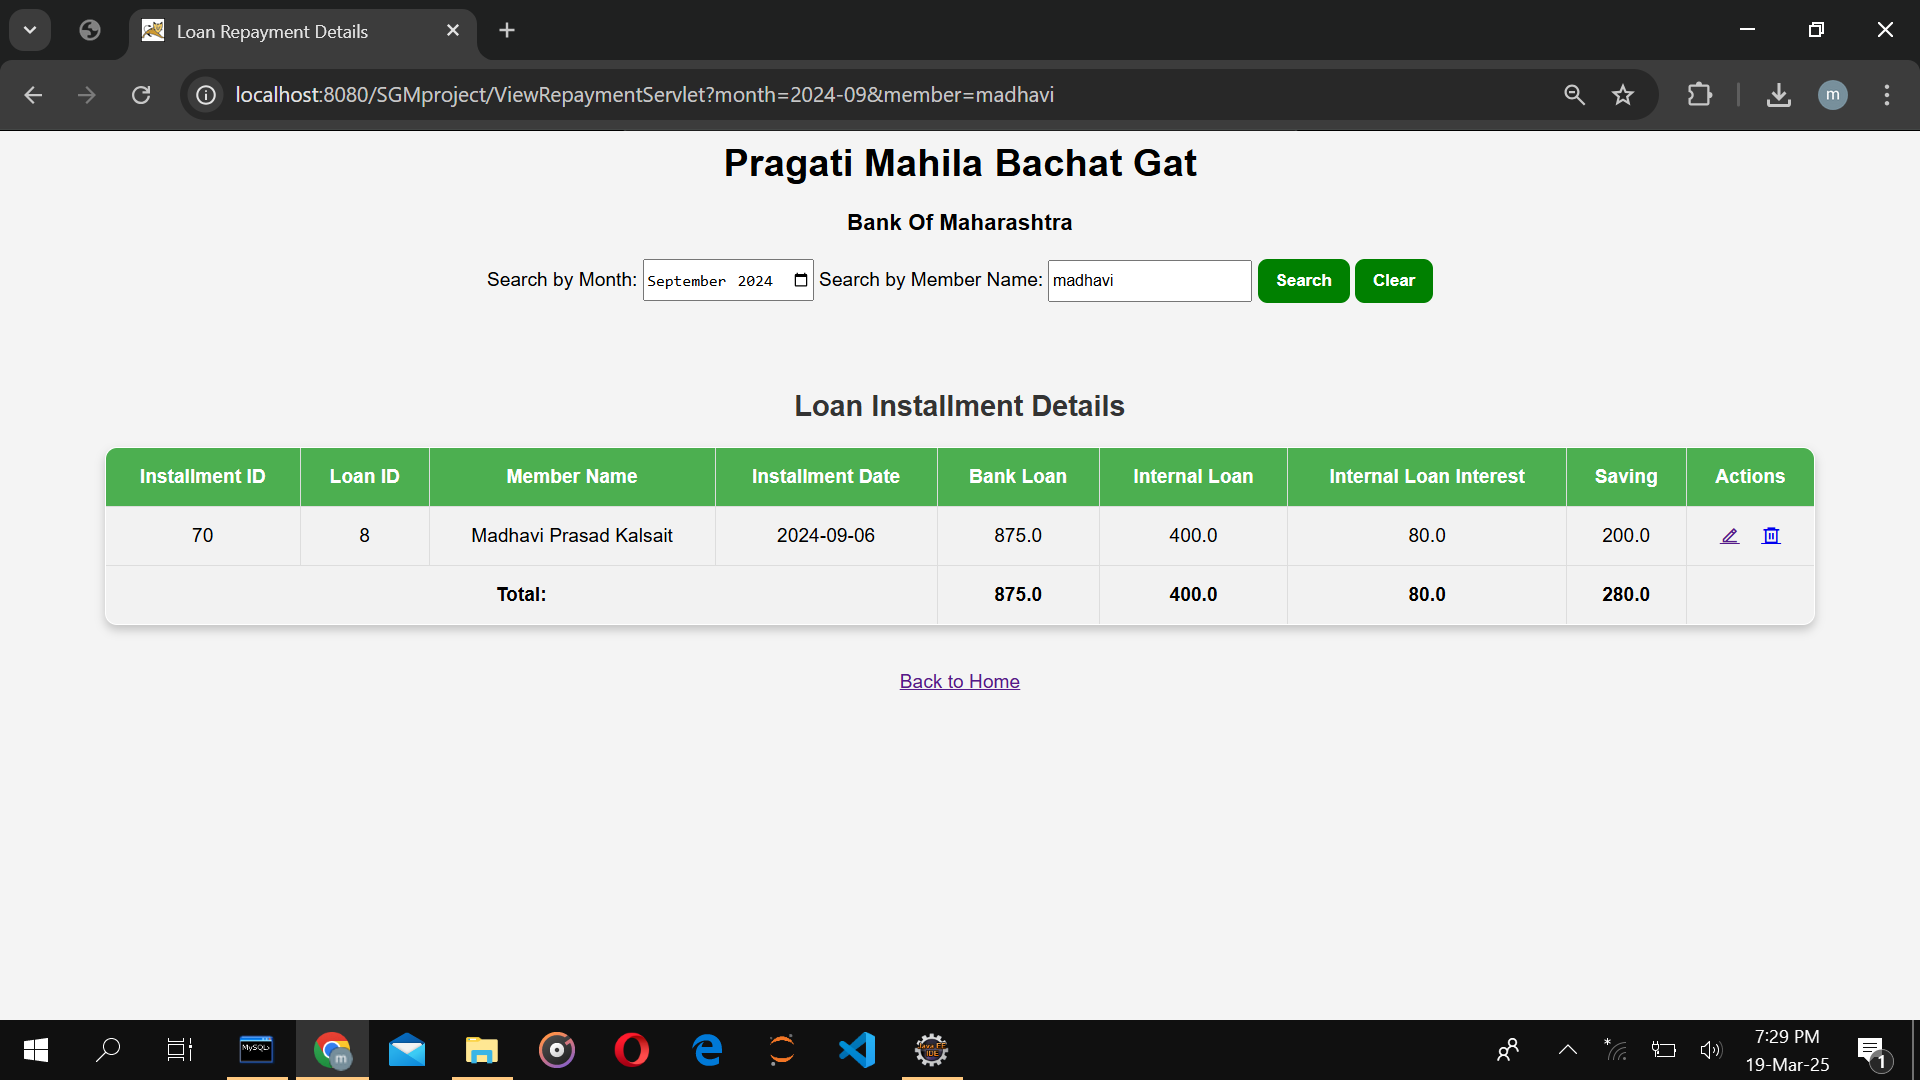 Loan Repayment Details
localhost:8080/SGMproject/ViewRepaymentServlet?month=2024-09&member=madhavi
m
Pragati Mahila Bachat Gat
Bank Of Maharashtra
Search by Month: September 2024 Search by Member Name: madhavi Search Clear
Loan Installment Details
Installment ID Loan ID Member Name Installment Date Bank Loan Internal Loan Internal Loan Interest Saving Actions
70 8 Madhavi Prasad Kalsait 2024-09-06 875.0 400.0 80.0 200.0
Total: 875.0 400.0 80.0 280.0
Back to Home
MySQL
m
Java EE
IDE
7:29 PM
19-Mar-25
1